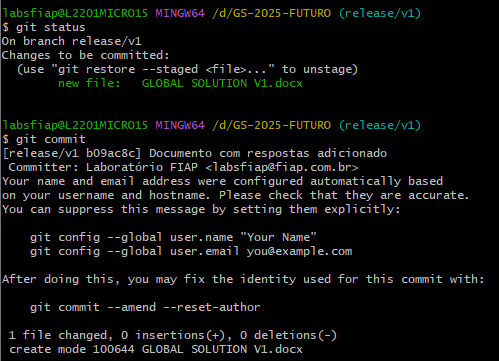 labsfiap@L2201MICRO15 MINGW64 /d/GS-2025-FUTURO (release/v1)
$ git status
On branch release/v1
Changes to be committed:
  (use "git restore --staged <file>..." to unstage)
        new file:   GLOBAL SOLUTION V1.docx

labsfiap@L2201MICRO15 MINGW64 /d/GS-2025-FUTURO (release/v1)
$ git commit
[release/v1 b09ac8c] Documento com respostas adicionado
 Committer: Laboratório FIAP <labsfiap@fiap.com.br>
Your name and email address were configured automatically based
on your username and hostname. Please check that they are accurate.
You can suppress this message by setting them explicitly:

    git config --global user.name "Your Name"
    git config --global user.email you@example.com

After doing this, you may fix the identity used for this commit with:

    git commit --amend --reset-author

 1 file changed, 0 insertions(+), 0 deletions(-)
 create mode 100644 GLOBAL SOLUTION V1.docx